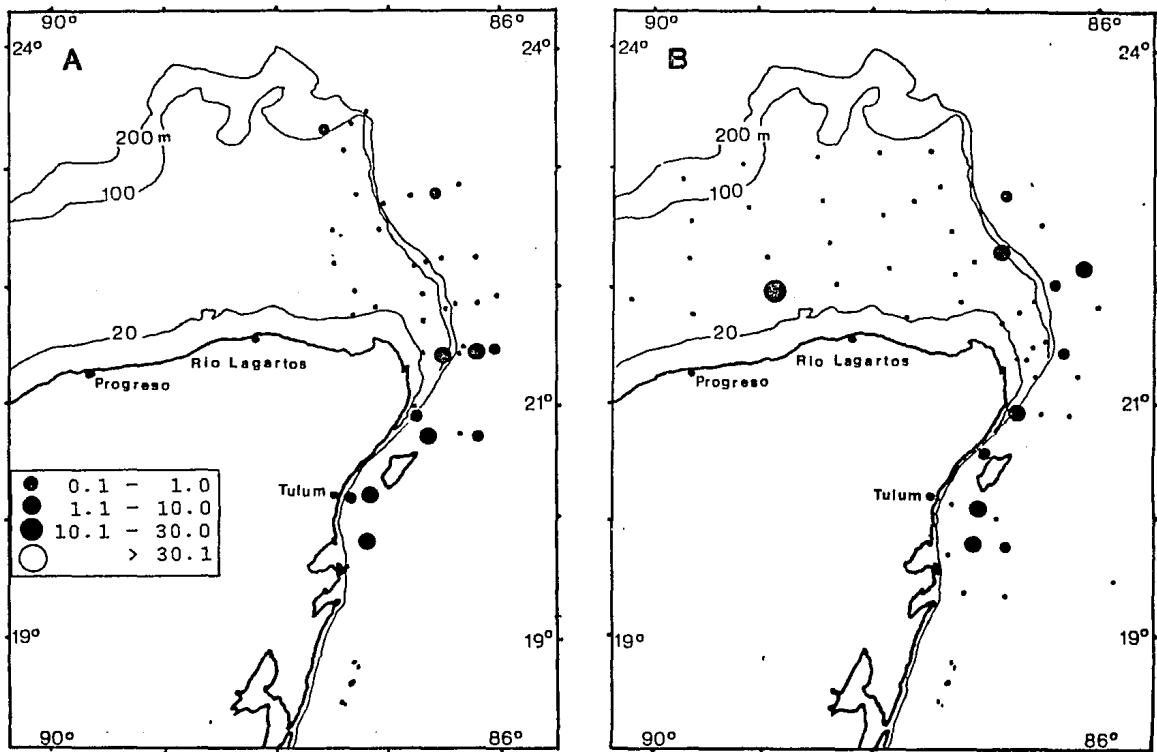 90° 86°
24°
A
200 m
100
20
Rio Lagartos
Progreso
21°
Tulum
0.1 - 1.0
1.1 - 10.0
10.1 - 30.0
> 30.1
19°
90° 86°
90° 86°
24° 24°
B
200 m
100
20
Rio Lagartos
Progreso
21°
Tulum
19° 19°
90° 86°